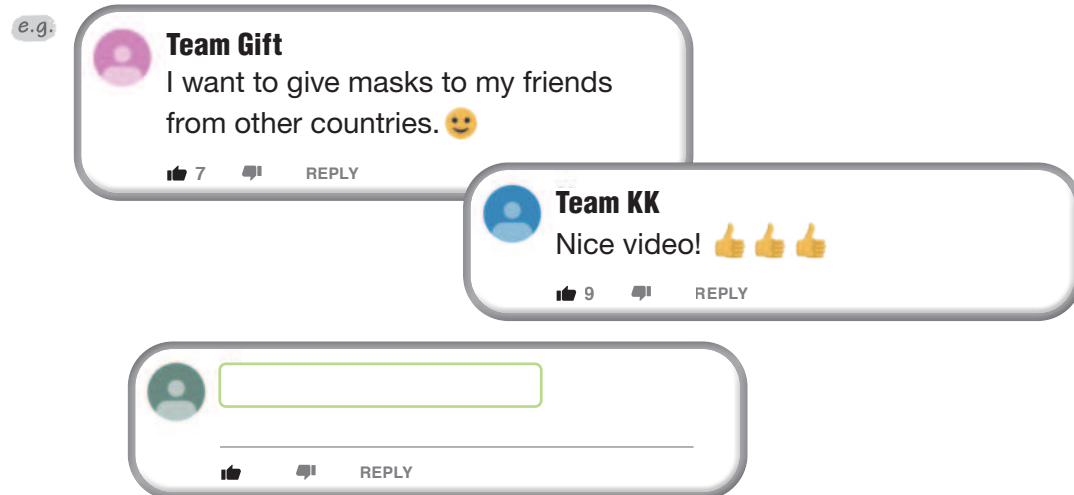 e.g.
Team Gift
I want to give masks to my friends
from other countries. 🙂
7 REPLY
Team KK
Nice video! 👍 👍 👍
9 REPLY
REPLY